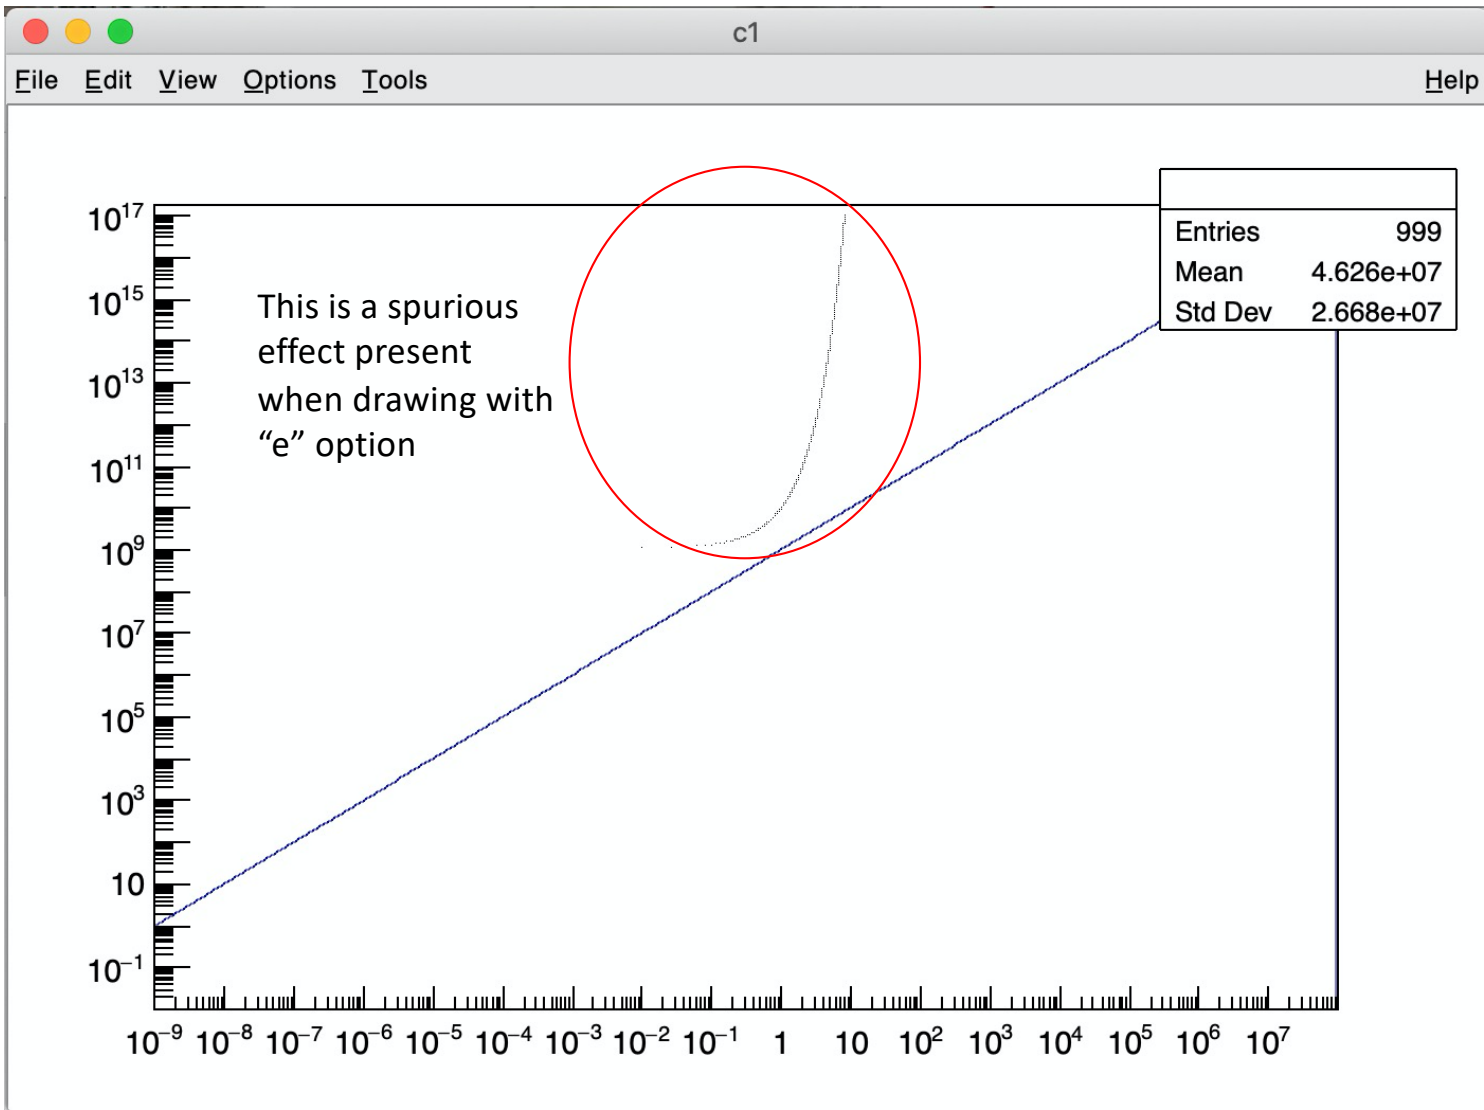 c1
File Edit View Options Tools Help
Entries 999
Mean 4.626e+07
Std Dev 2.668e+07
This is a spurious
effect present
when drawing with
“e” option
10¹⁷
10¹⁵
10¹³
10¹¹
10⁹
10⁷
10⁵
10³
10
10⁻¹
10⁻⁹ 10⁻⁸ 10⁻⁷ 10⁻⁶ 10⁻⁵ 10⁻⁴ 10⁻³ 10⁻² 10⁻¹ 1 10 10² 10³ 10⁴ 10⁵ 10⁶ 10⁷